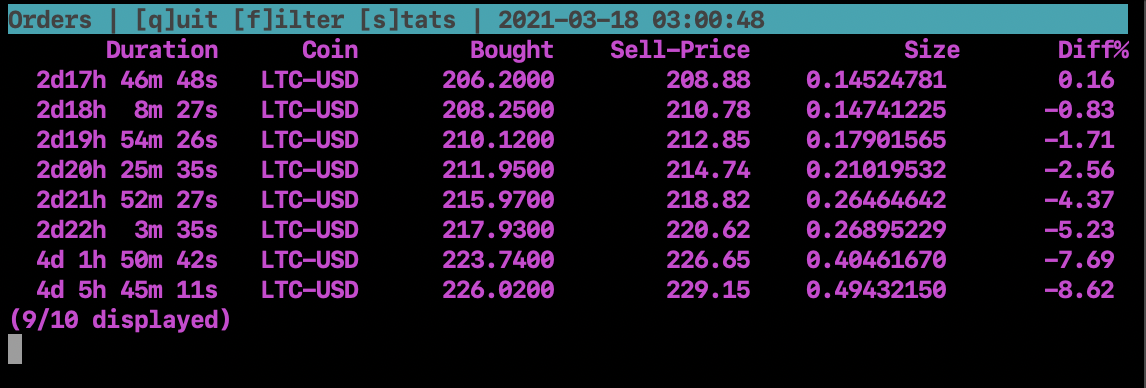 Orders | [q]uit [f]ilter [s]tats | 2021-03-18 03:00:48
Duration Coin Bought Sell-Price Size Diff%
2d17h 46m 48s LTC-USD 206.2000 208.88 0.14524781 0.16
2d18h 8m 27s LTC-USD 208.2500 210.78 0.14741225 -0.83
2d19h 54m 26s LTC-USD 210.1200 212.85 0.17901565 -1.71
2d20h 25m 35s LTC-USD 211.9500 214.74 0.21019532 -2.56
2d21h 52m 27s LTC-USD 215.9700 218.82 0.26464642 -4.37
2d22h 3m 35s LTC-USD 217.9300 220.62 0.26895229 -5.23
4d 1h 50m 42s LTC-USD 223.7400 226.65 0.40461670 -7.69
4d 5h 45m 11s LTC-USD 226.0200 229.15 0.49432150 -8.62
(9/10 displayed)